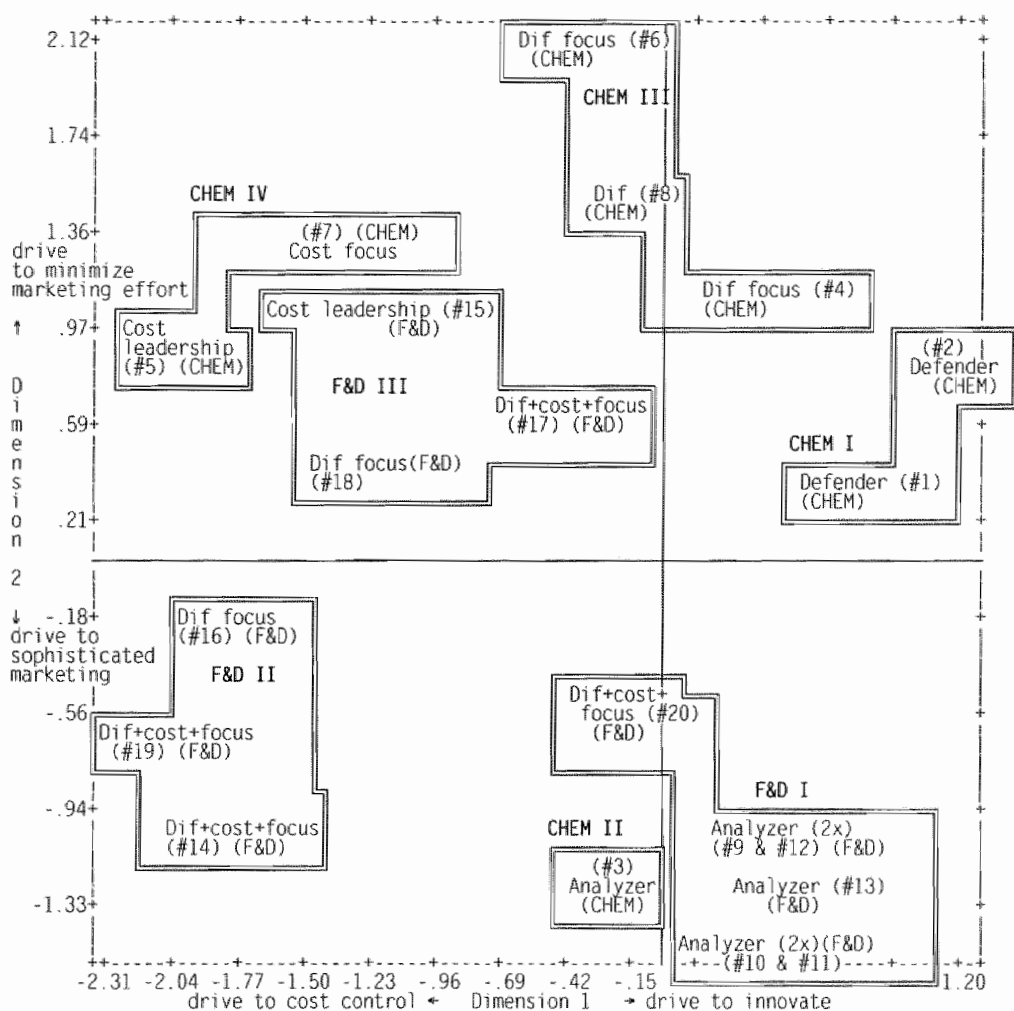 2.12
Dif focus (#6)
(CHEM)
CHEM III
1.74
CHEM IV
Dif (#8)
(CHEM)
1.36
(#7) (CHEM)
Cost focus
drive
to minimize
marketing effort
↑
Dif focus (#4)
(CHEM)
Cost leadership (#15)
(F&D)
.97
Cost
leadership
(#5) (CHEM)
(#2)
Defender
(CHEM)
F&D III
Dif+cost+focus
(#17) (F&D)
.59
CHEM I
Dif focus(F&D)
(#18)
Defender (#1)
(CHEM)
.21
Dimension 2
↓
-.18
drive to
sophisticated
marketing
Dif focus
(#16) (F&D)
F&D II
Dif+cost+
focus (#20)
(F&D)
-.56
Dif+cost+focus
(#19) (F&D)
F&D I
-.94
Dif+cost+focus
(#14) (F&D)
CHEM II
Analyzer (2x)
(#9 & #12) (F&D)
(#3)
Analyzer
(CHEM)
Analyzer (#13)
(F&D)
-1.33
Analyzer (2x)(F&D)
(#10 & #11)
-2.31 -2.04 -1.77 -1.50 -1.23 -.96 -.69 -.42 -.15 1.20
drive to cost control ← Dimension 1 → drive to innovate